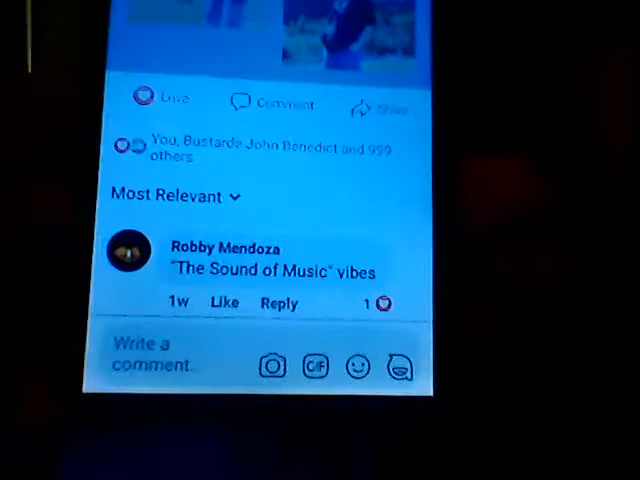 Love Comment Share
You, Bustarde John Benedict and 999
others
Most Relevant
Robby Mendoza
"The Sound of Music" vibes
1w Like Reply 1
Write a
comment.
GIF